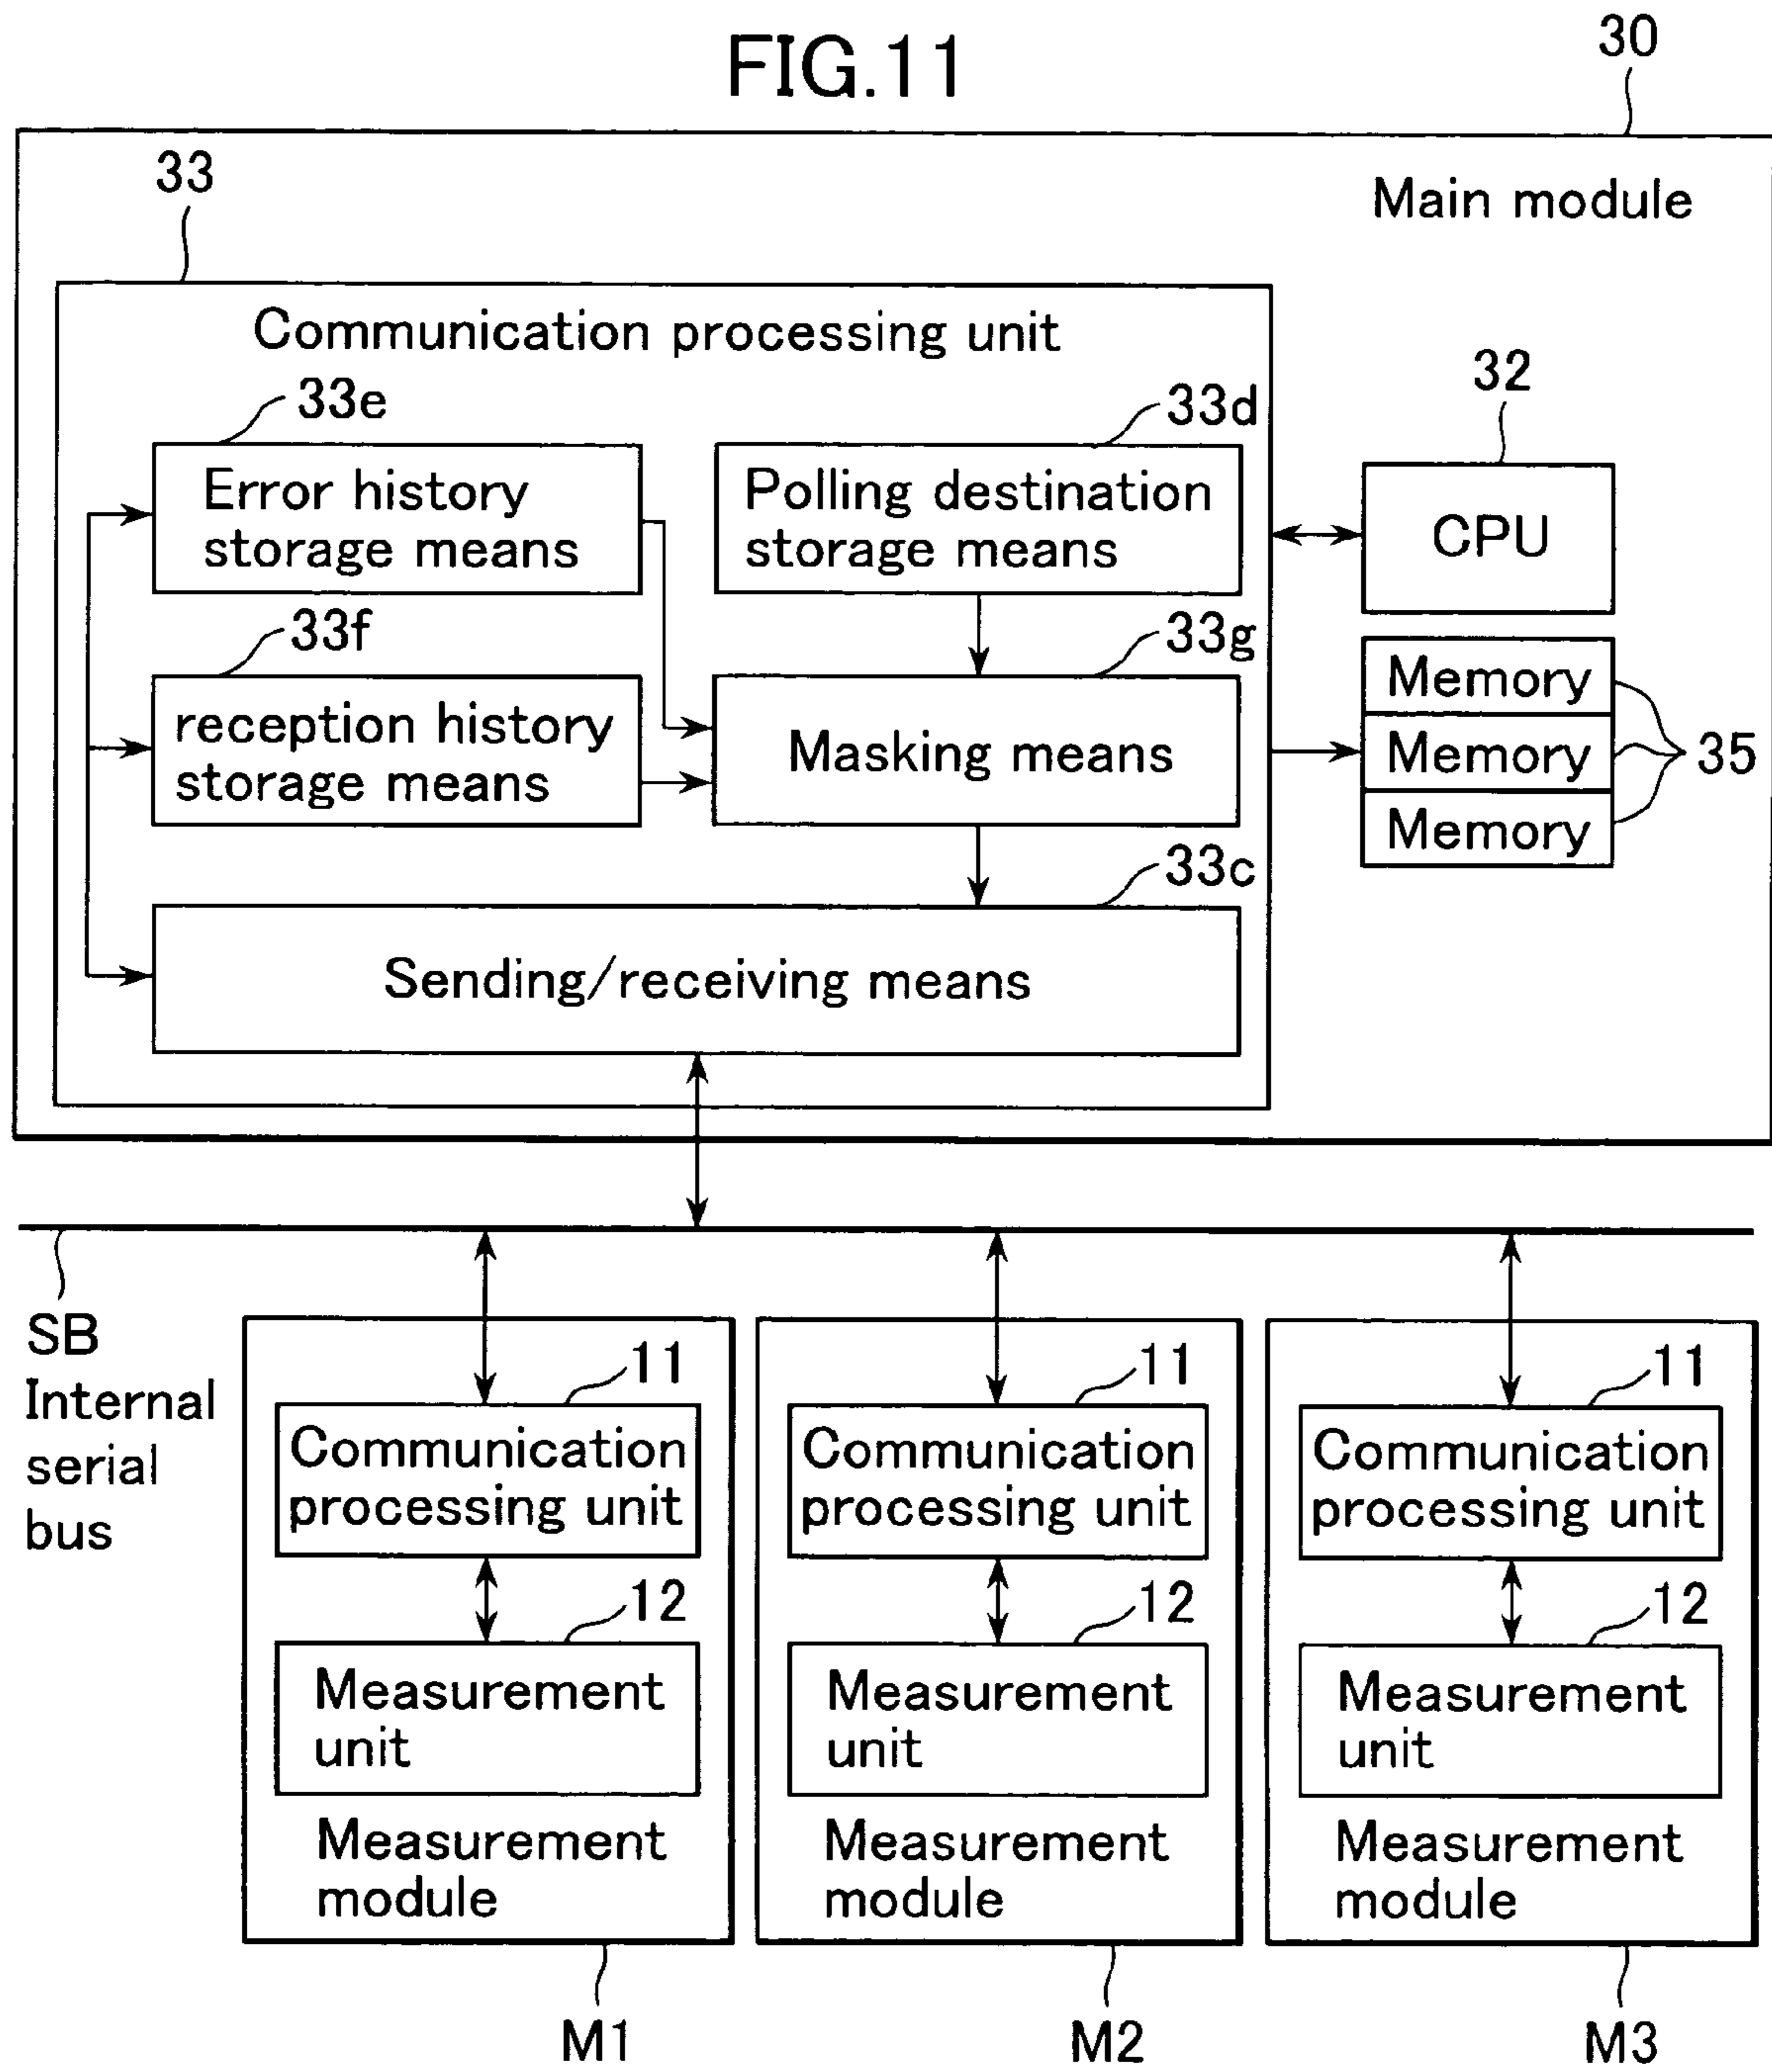 FIG.11
30
33
Main module
Communication processing unit
33e
33d
32
Error history
storage means
Polling destination
storage means
CPU
33f
33g
reception history
storage means
Masking means
Memory
Memory
Memory
35
33c
Sending/receiving means
SB
Internal
serial
bus
11
Communication
processing unit
12
Measurement
unit
Measurement
module
M1
11
Communication
processing unit
12
Measurement
unit
Measurement
module
M2
11
Communication
processing unit
12
Measurement
unit
Measurement
module
M3